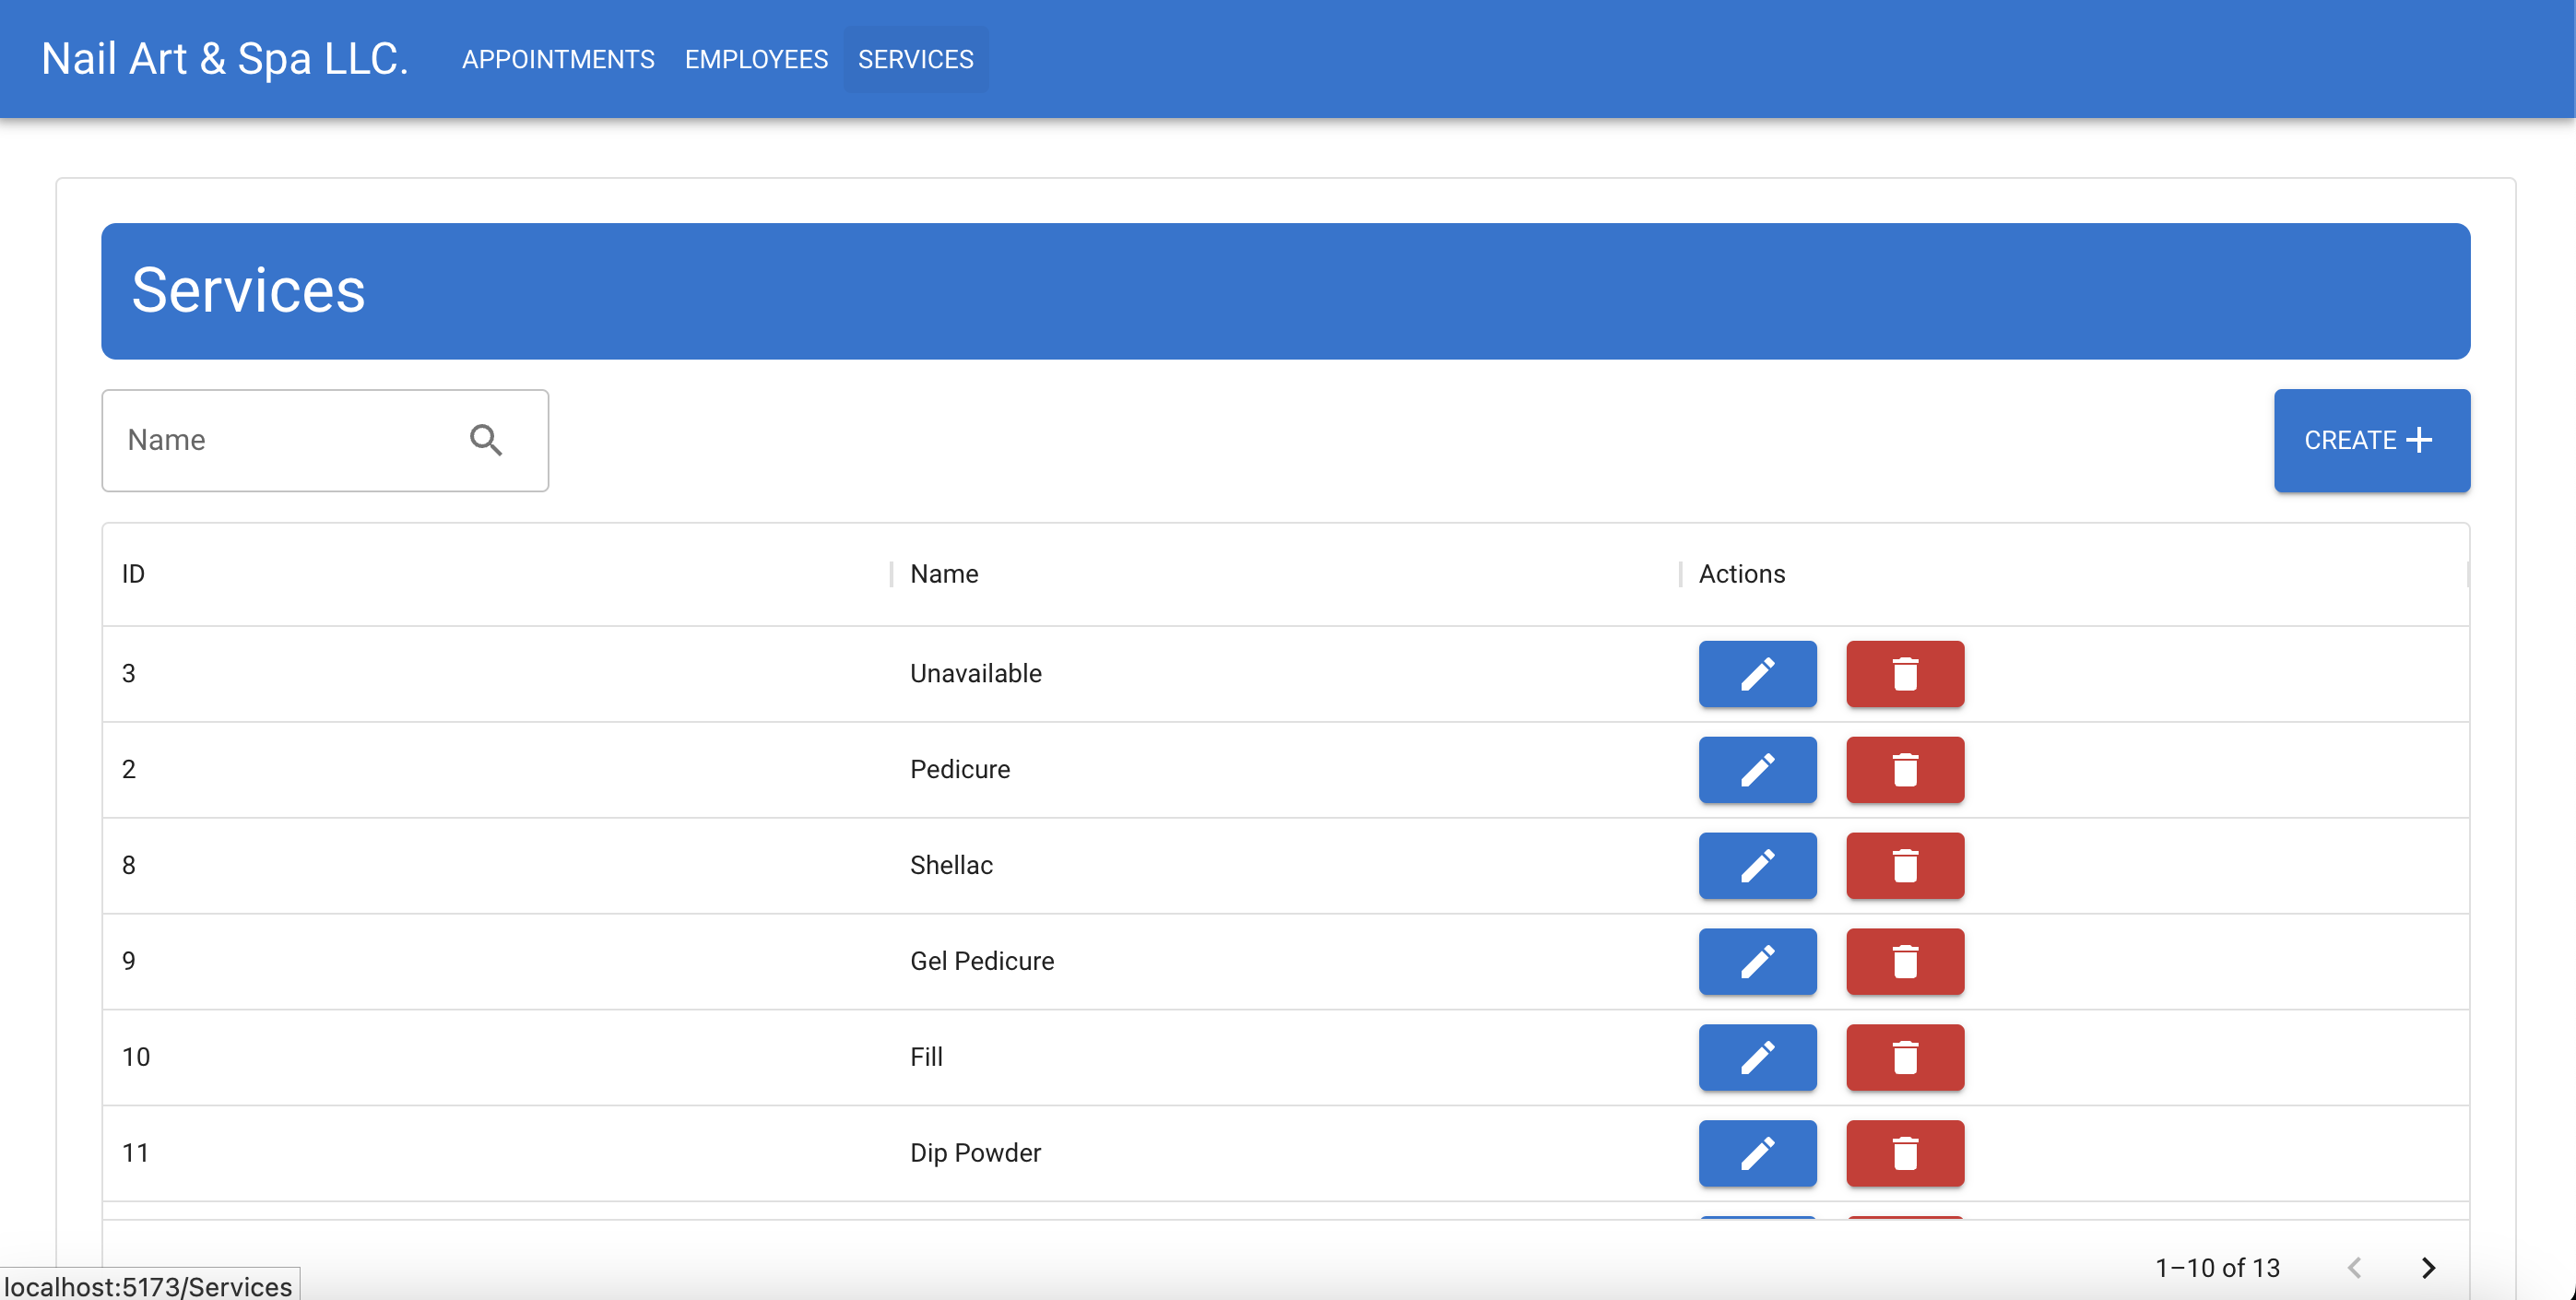 Nail Art & Spa LLC. APPOINTMENTS EMPLOYEES SERVICES
Services
Name CREATE
ID Name Actions
3 Unavailable
2 Pedicure
8 Shellac
9 Gel Pedicure
10 Fill
11 Dip Powder
1–10 of 13
localhost:5173/Services